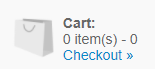 Cart:
0 item(s) - 0
Checkout »